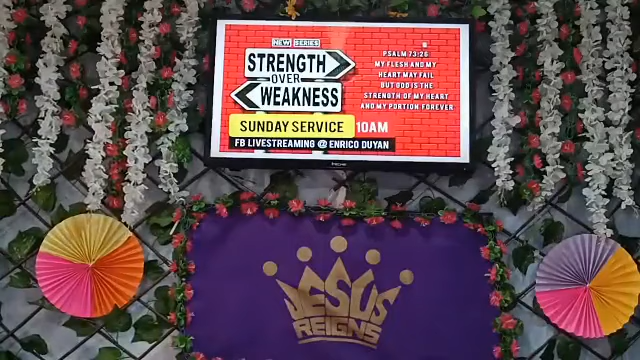 NEW SERIES
STRENGTH
OVER
WEAKNESS
PSALM 73:26
MY FLESH AND MY
HEART MAY FAIL
BUT GOD IS THE
STRENGTH OF MY HEART
AND MY PORTION FOREVER
SUNDAY SERVICE 10AM
FB LIVESTREAMING @ ENRICO DUYAN
JESUS
REIGNS